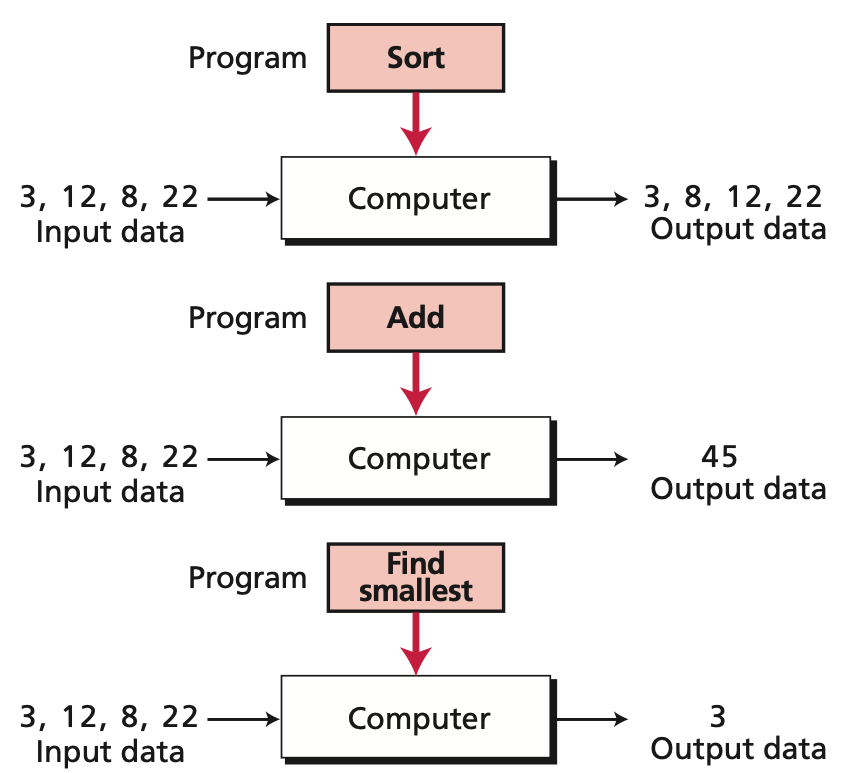 Program Sort
3, 12, 8, 22 Computer 3, 8, 12, 22
Input data Output data
Program Add
3, 12, 8, 22 Computer 45
Input data Output data
Program Find
smallest
3, 12, 8, 22 Computer 3
Input data Output data